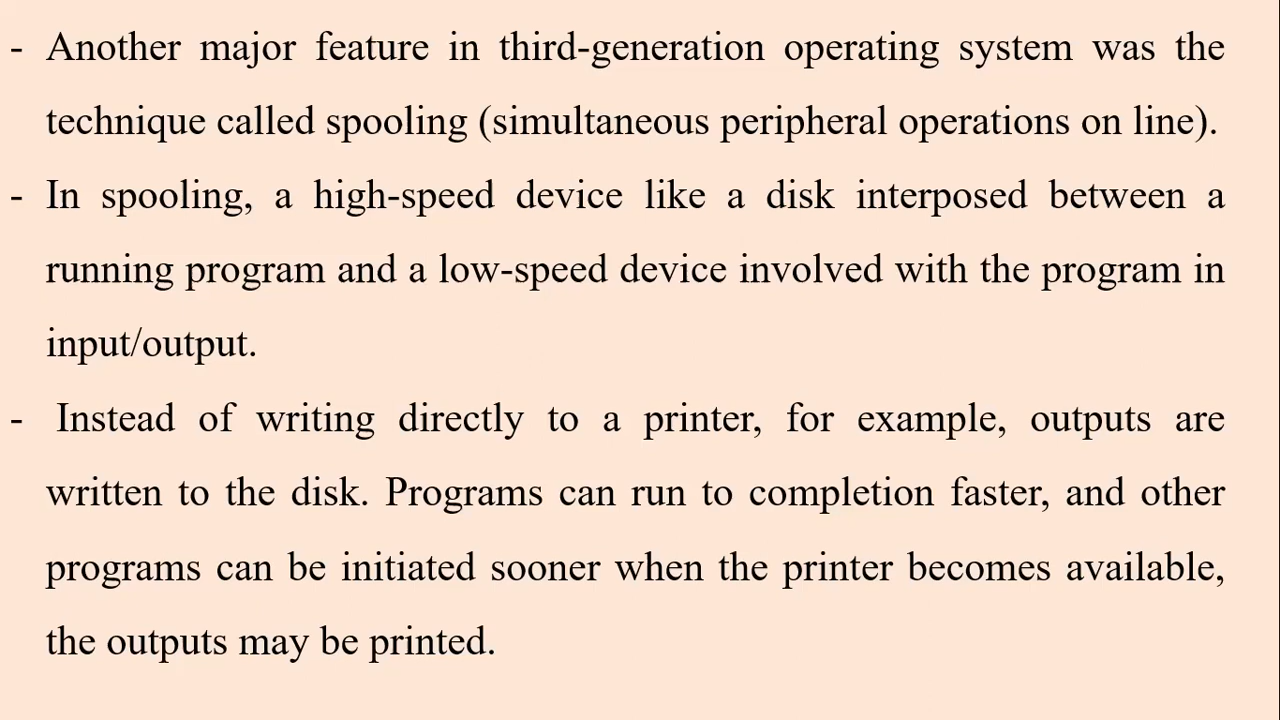 - Another major feature in third-generation operating system was the
technique called spooling (simultaneous peripheral operations on line).
- In spooling, a high-speed device like a disk interposed between a
running program and a low-speed device involved with the program in
input/output.
- Instead of writing directly to a printer, for example, outputs are
written to the disk. Programs can run to completion faster, and other
programs can be initiated sooner when the printer becomes available,
the outputs may be printed.